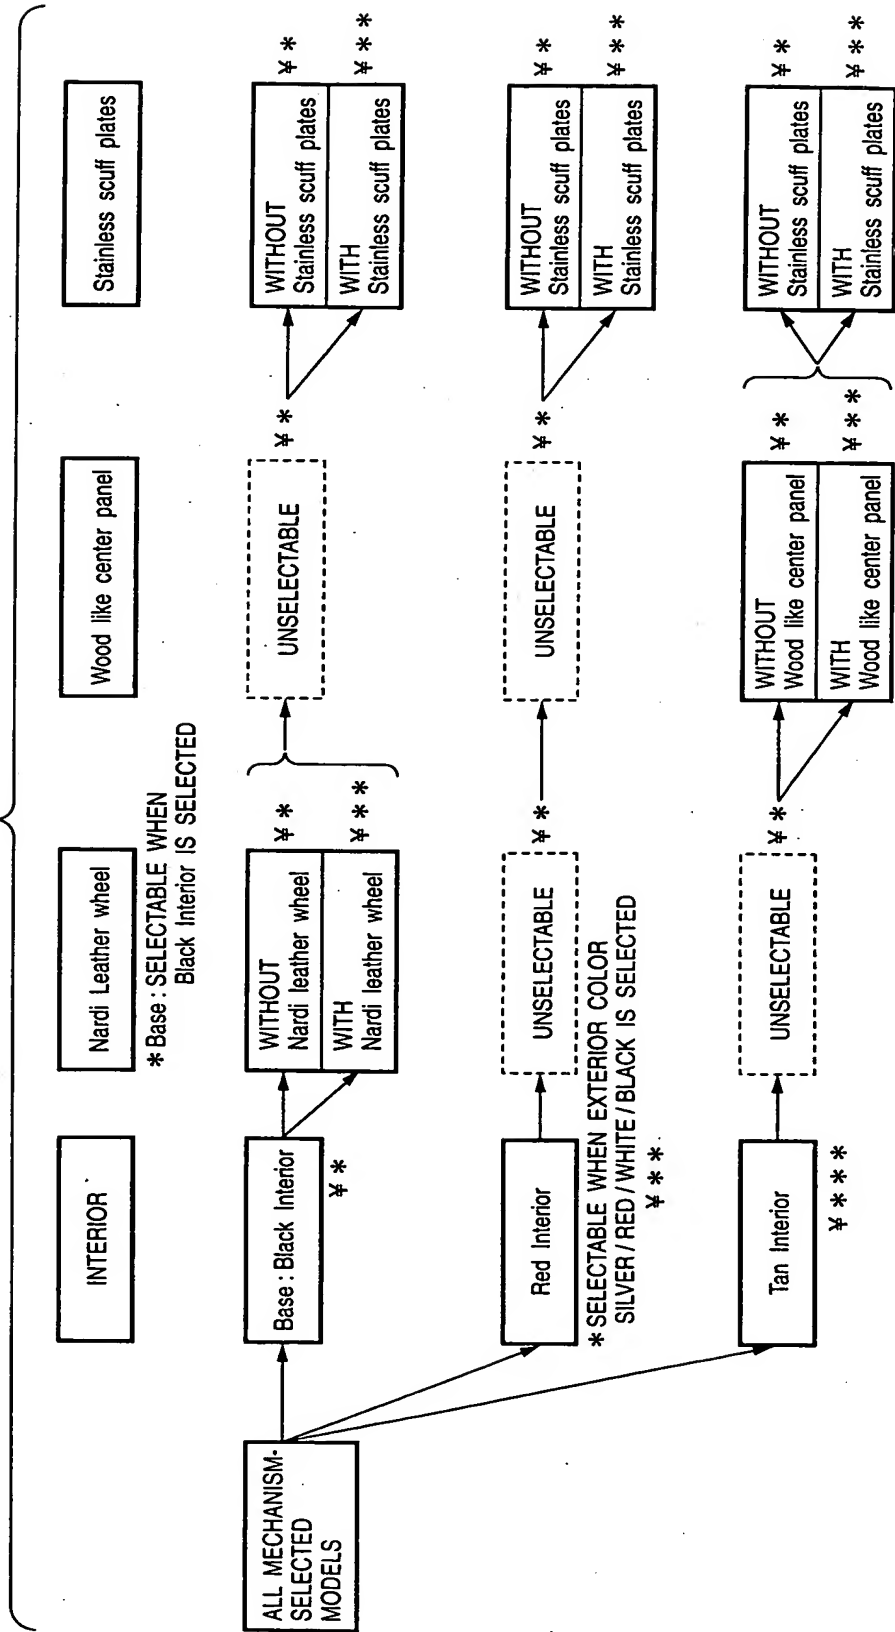 INTERIOR
Nardi Leather wheel
Wood like center panel
Stainless scuff plates
*Base : SELECTABLE WHEN
Black Interior IS SELECTED
ALL MECHANISM-
SELECTED
MODELS
Base : Black Interior
¥*
WITHOUT
Nardi leather wheel
¥*
WITH
Nardi leather wheel
¥**
UNSELECTABLE
¥*
WITHOUT
Stainless scuff plates
¥*
WITH
Stainless scuff plates
¥**
Red Interior
*SELECTABLE WHEN EXTERIOR COLOR
SILVER/RED/WHITE/BLACK IS SELECTED
¥**
UNSELECTABLE
¥*
UNSELECTABLE
¥*
WITHOUT
Stainless scuff plates
¥*
WITH
Stainless scuff plates
¥**
Tan Interior
¥***
UNSELECTABLE
¥*
WITHOUT
Wood like center panel
¥*
WITH
Wood like center panel
¥**
WITHOUT
Stainless scuff plates
¥*
WITH
Stainless scuff plates
¥**